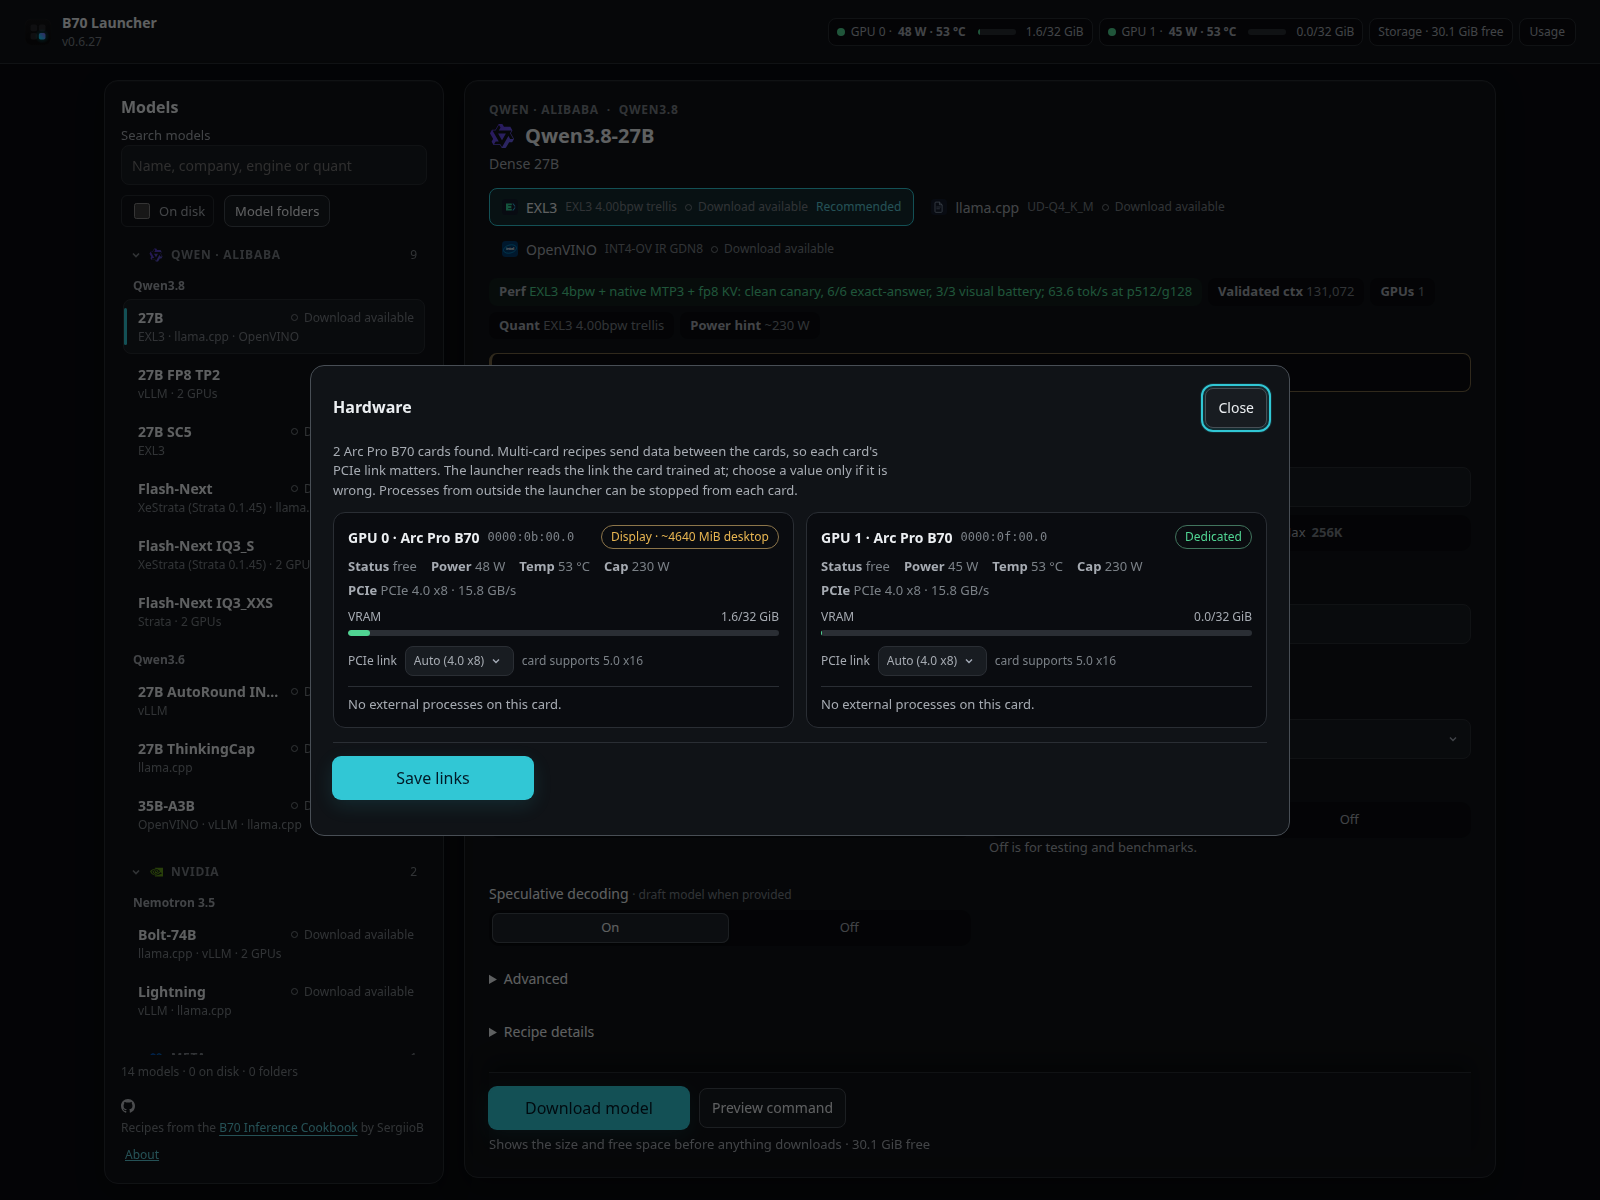 B70 Launcher
v0.6.27
GPU 0 · 48 W · 53 °C 1.6/32 GiB
GPU 1 · 45 W · 53 °C 0.0/32 GiB
Storage · 30.1 GiB free
Usage
Models
Search models
Name, company, engine or quant
On disk
Model folders
QWEN · ALIBABA 9
Qwen3.8
27B Download available
EXL3 · llama.cpp · OpenVINO
27B FP8 TP2
vLLM · 2 GPUs
27B SC5 D
EXL3
Flash-Next D
XeStrata (Strata 0.1.45) · llama.
Flash-Next IQ3_S
XeStrata (Strata 0.1.45) · 2 GPU
Flash-Next IQ3_XXS
Strata · 2 GPUs
Qwen3.6
27B AutoRound IN... D
vLLM
27B ThinkingCap D
llama.cpp
35B-A3B D
OpenVINO · vLLM · llama.cpp
NVIDIA 2
Nemotron 3.5
Bolt-74B Download available
llama.cpp · vLLM · 2 GPUs
Lightning Download available
vLLM · llama.cpp
14 models · 0 on disk · 0 folders
Recipes from the B70 Inference Cookbook by SergiioB
About
QWEN · ALIBABA · QWEN3.8
Qwen3.8-27B
Dense 27B
EXL3 EXL3 4.00bpw trellis Download available Recommended
llama.cpp UD-Q4_K_M Download available
OpenVINO INT4-OV IR GDN8 Download available
Perf EXL3 4bpw + native MTP3 + fp8 KV: clean canary, 6/6 exact-answer, 3/3 visual battery; 63.6 tok/s at p512/g128
Validated ctx 131,072
GPUs 1
Quant EXL3 4.00bpw trellis
Power hint ~230 W
Hardware
Close
2 Arc Pro B70 cards found. Multi-card recipes send data between the cards, so each card's
PCIe link matters. The launcher reads the link the card trained at; choose a value only if it is
wrong. Processes from outside the launcher can be stopped from each card.
GPU 0 · Arc Pro B70 0000:0b:00.0 Display · ~4640 MiB desktop
Status free Power 48 W Temp 53 °C Cap 230 W
PCIe PCIe 4.0 x8 · 15.8 GB/s
VRAM 1.6/32 GiB
PCIe link Auto (4.0 x8) card supports 5.0 x16
No external processes on this card.
GPU 1 · Arc Pro B70 0000:0f:00.0 Dedicated
Status free Power 45 W Temp 53 °C Cap 230 W
PCIe PCIe 4.0 x8 · 15.8 GB/s
VRAM 0.0/32 GiB
PCIe link Auto (4.0 x8) card supports 5.0 x16
No external processes on this card.
Save links
ax 256K
Off
Off is for testing and benchmarks.
Speculative decoding · draft model when provided
On Off
Advanced
Recipe details
Download model
Preview command
Shows the size and free space before anything downloads · 30.1 GiB free